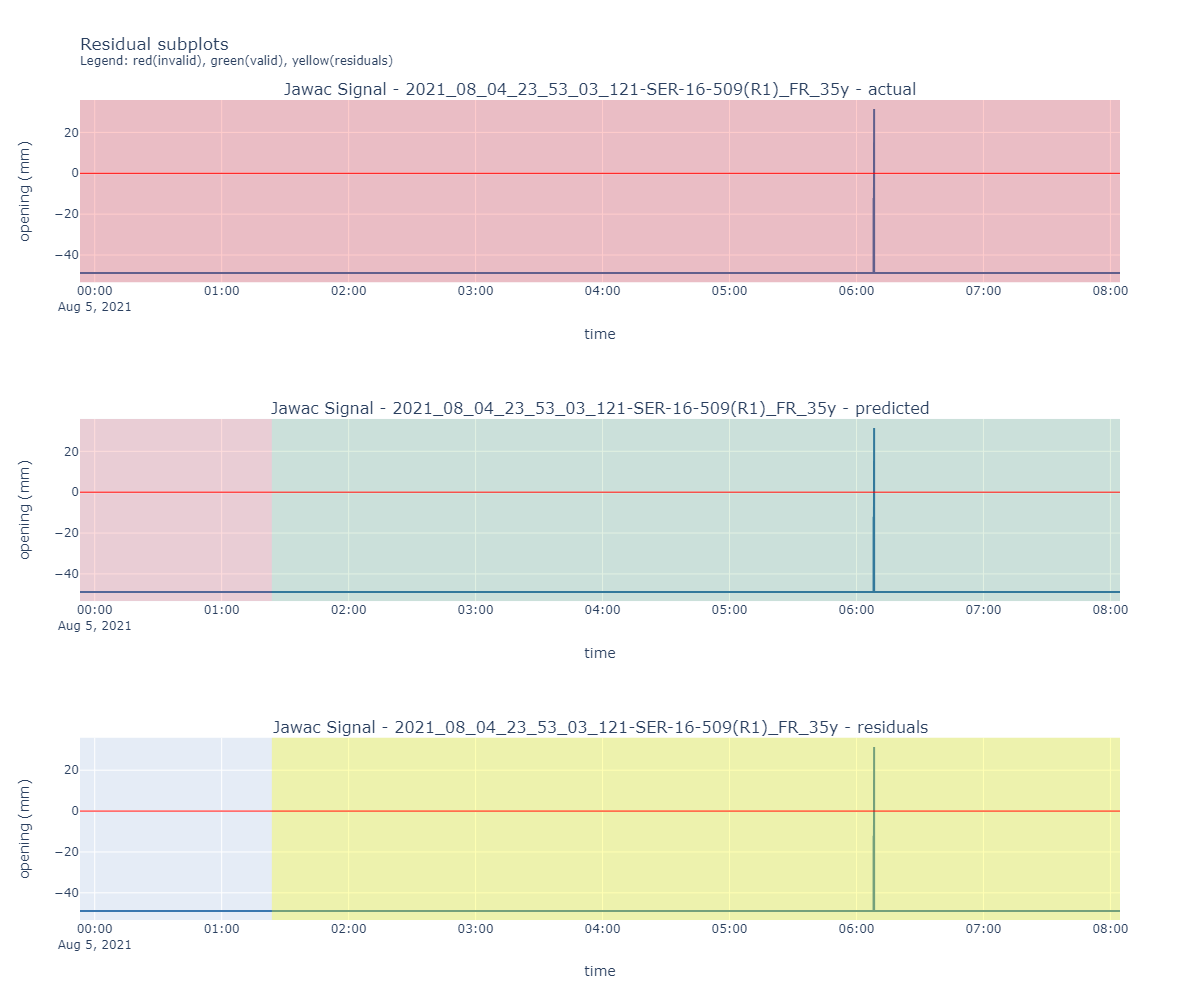 Residual subplots
Legend: red(invalid), green(valid), yellow(residuals)
Jawac Signal - 2021_08_04_23_53_03_121-SER-16-509(R1)_FR_35y - actual
opening (mm)
20
0
−20
−40
00:00 01:00 02:00 03:00 04:00 05:00 06:00 07:00 08:00
Aug 5, 2021
time
Jawac Signal - 2021_08_04_23_53_03_121-SER-16-509(R1)_FR_35y - predicted
opening (mm)
20
0
−20
−40
00:00 01:00 02:00 03:00 04:00 05:00 06:00 07:00 08:00
Aug 5, 2021
time
Jawac Signal - 2021_08_04_23_53_03_121-SER-16-509(R1)_FR_35y - residuals
opening (mm)
20
0
−20
−40
00:00 01:00 02:00 03:00 04:00 05:00 06:00 07:00 08:00
Aug 5, 2021
time